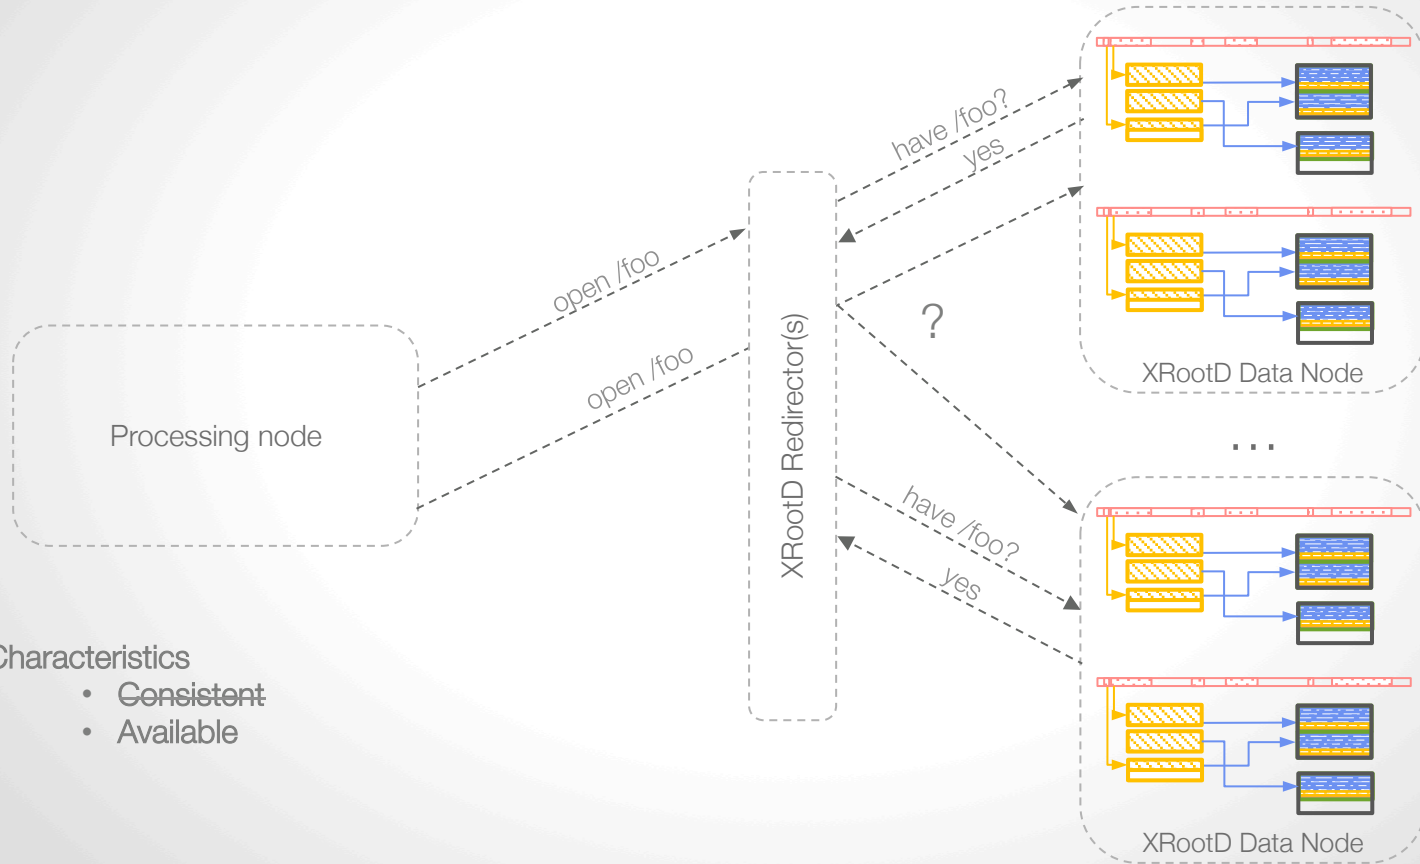 have /foo?
yes
open /foo
?
XRootD Data Node
open /foo
XRootD Redirector(s)
Processing node
...
have /foo?
yes
Characteristics
• Consistent
• Available
XRootD Data Node